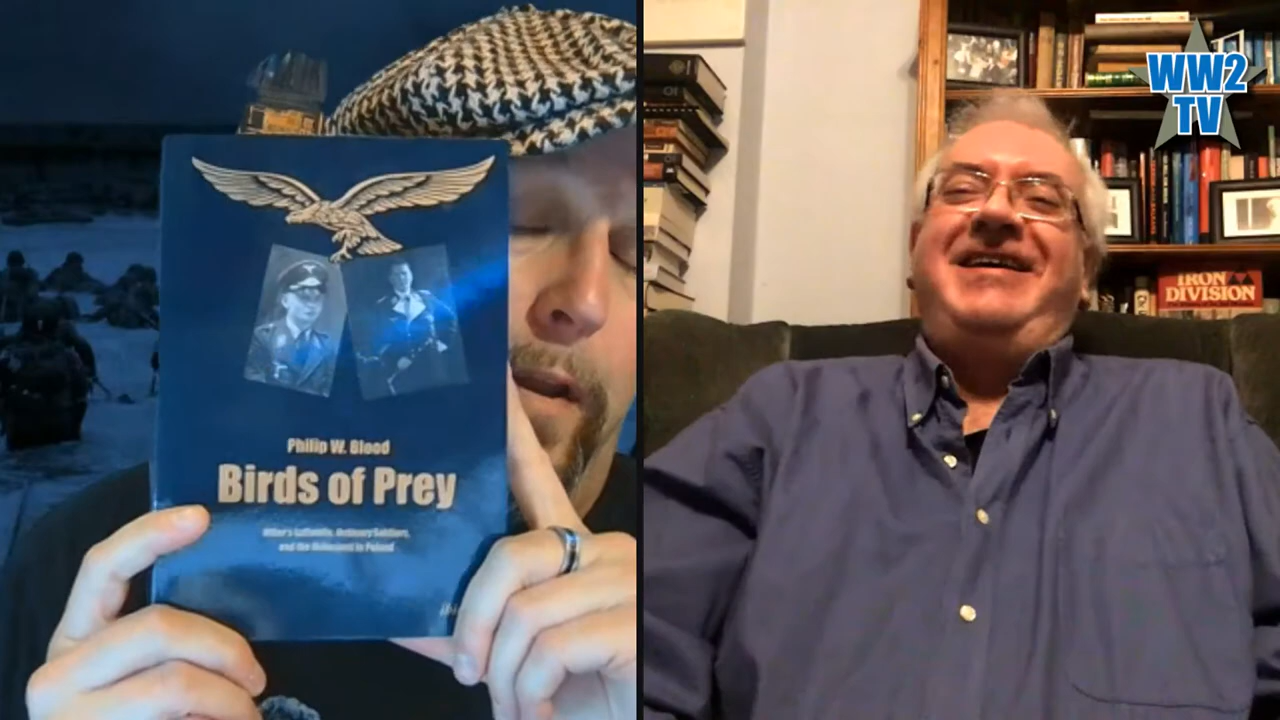 Philip W. Blood
Birds of Prey
Hitler's Luftwaffe, Ordinary Soldiers,
and the Holocaust in Poland
WW2
TV
IRON
DIVISION